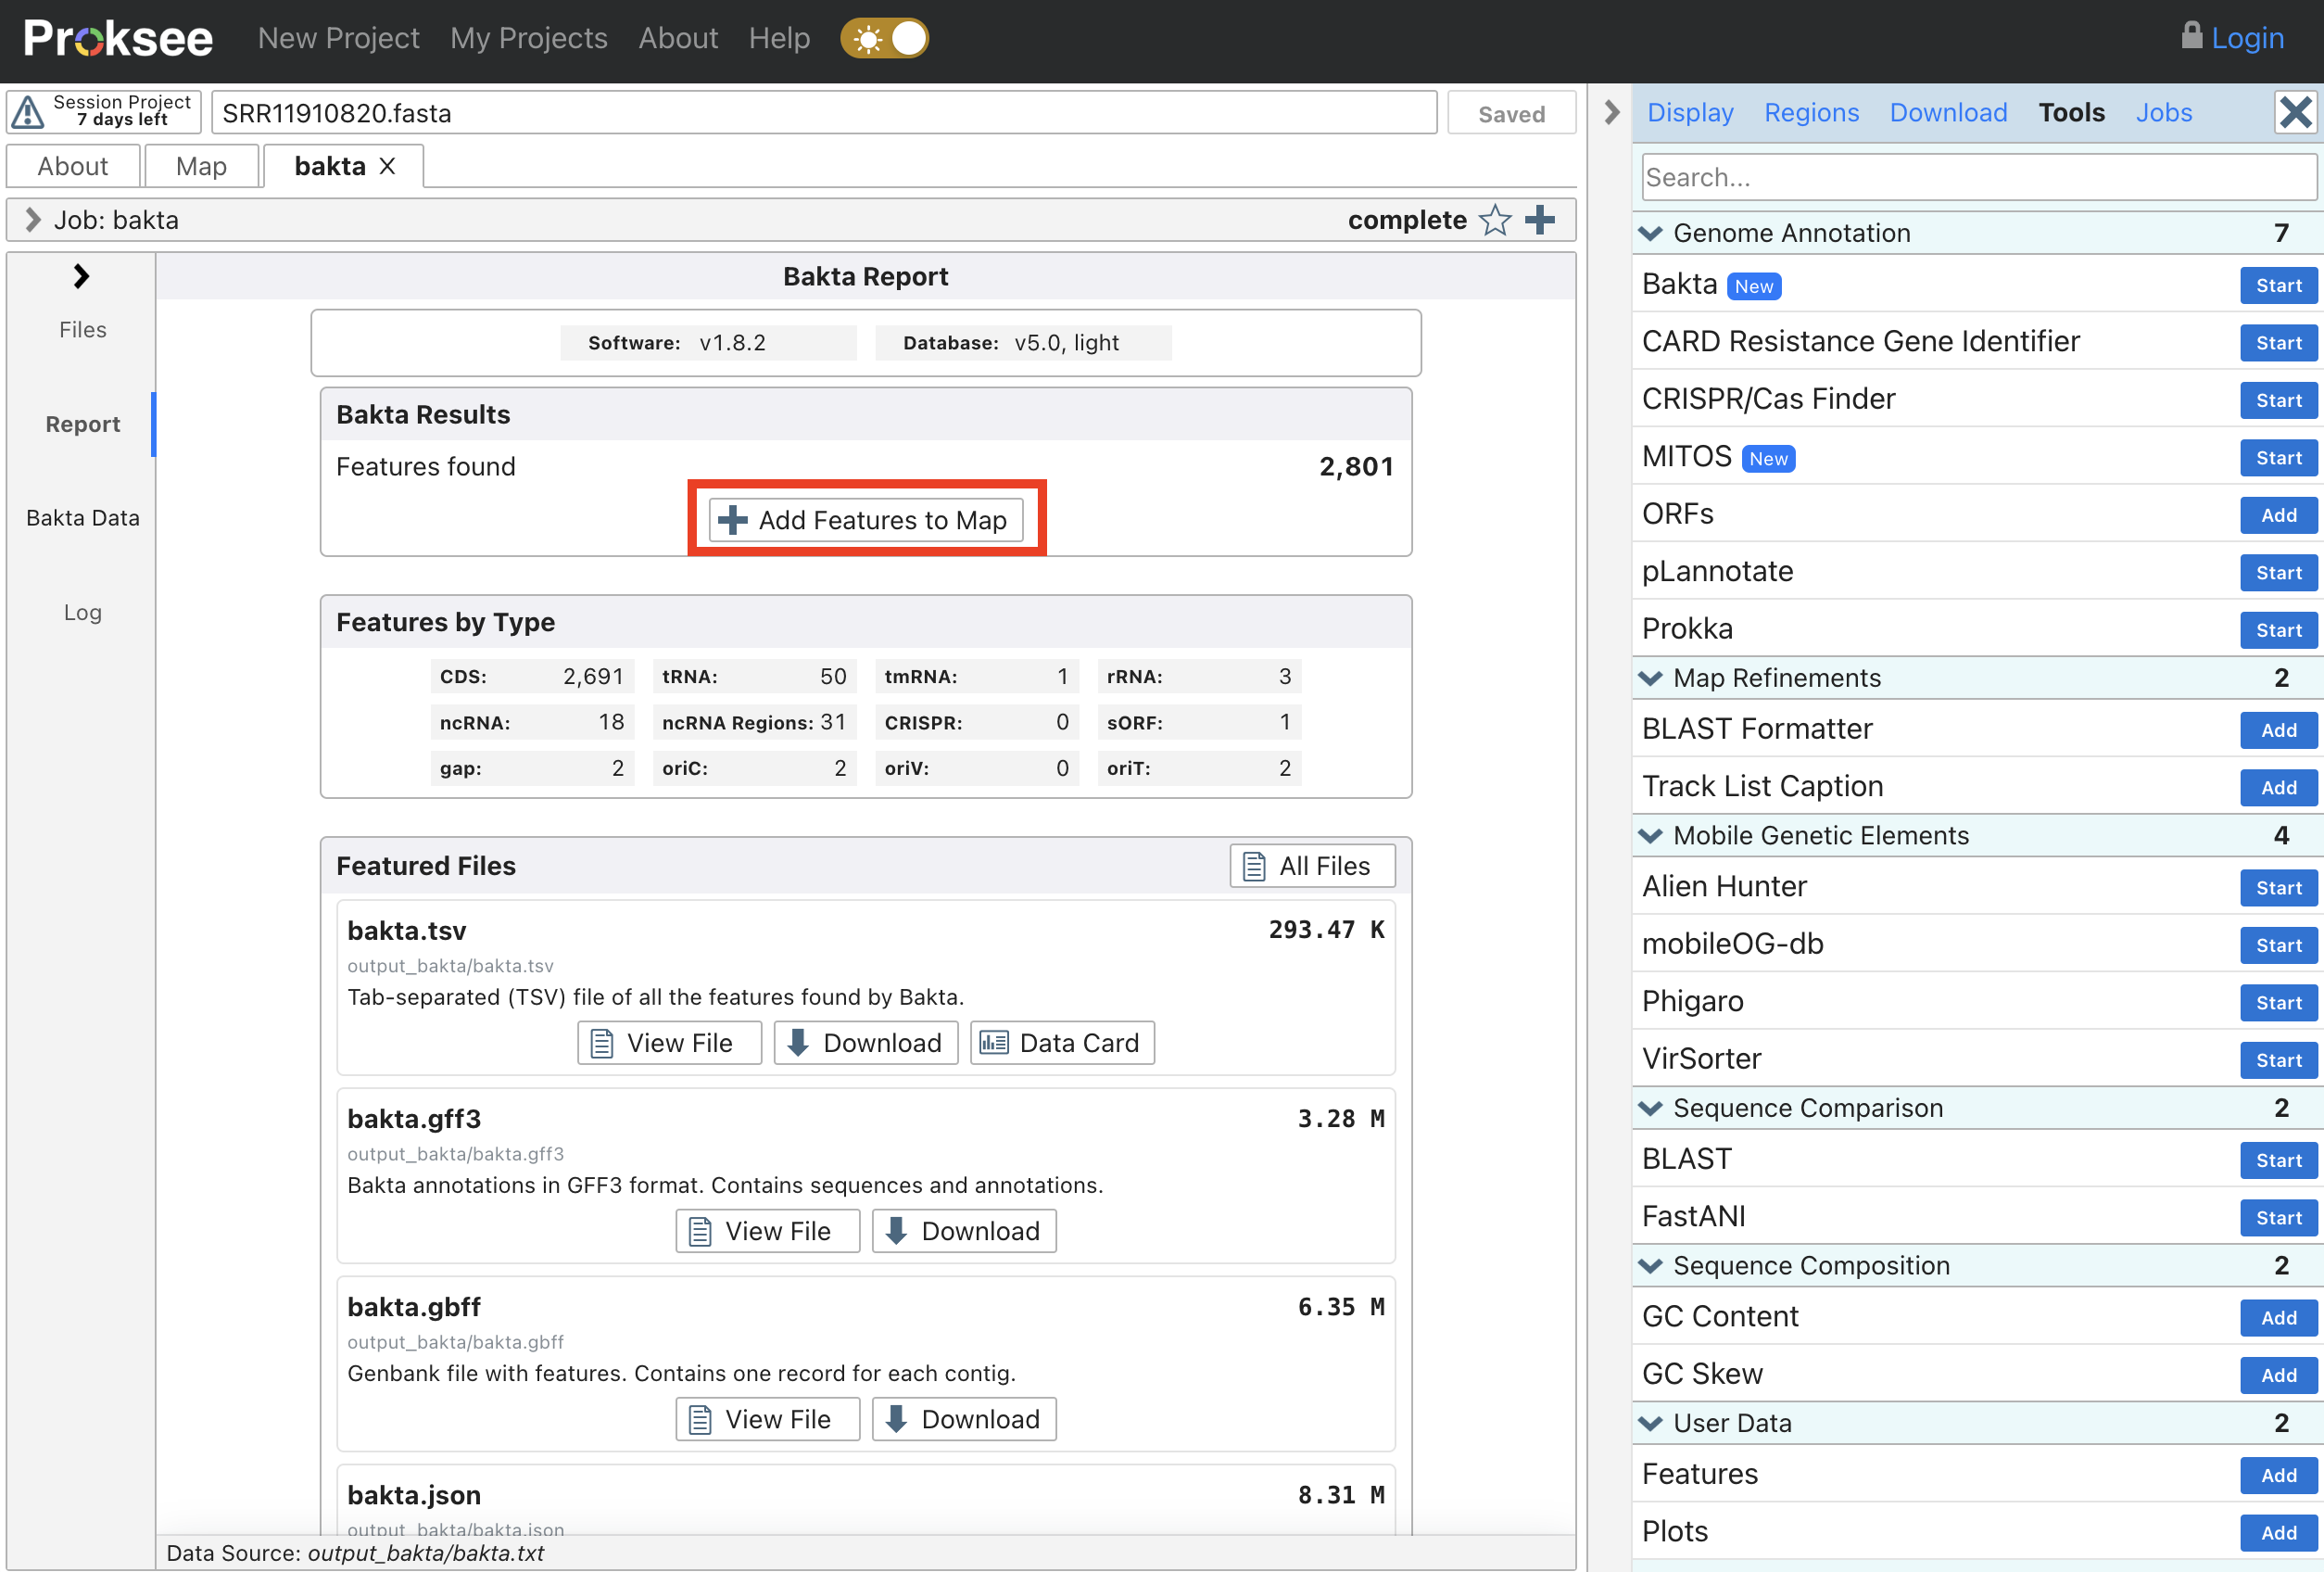 Proksee New Project My Projects About Help Login
Session Project
7 days left
SRR11910820.fasta
Saved
About Map bakta X
Job: bakta complete
Files
Report
Bakta Data
Log
Bakta Report
Software: v1.8.2 Database: v5.0, light
Bakta Results
Features found 2,801
Add Features to Map
Features by Type
CDS: 2,691 tRNA: 50 tmRNA: 1 rRNA: 3
ncRNA: 18 ncRNA Regions: 31 CRISPR: 0 sORF: 1
gap: 2 oriC: 2 oriV: 0 oriT: 2
Featured Files All Files
bakta.tsv 293.47 K
output_bakta/bakta.tsv
Tab-separated (TSV) file of all the features found by Bakta.
View File Download Data Card
bakta.gff3 3.28 M
output_bakta/bakta.gff3
Bakta annotations in GFF3 format. Contains sequences and annotations.
View File Download
bakta.gbff 6.35 M
output_bakta/bakta.gbff
Genbank file with features. Contains one record for each contig.
View File Download
bakta.json 8.31 M
output_bakta/bakta.json
Data Source: output_bakta/bakta.txt
Display Regions Download Tools Jobs
Search...
Genome Annotation 7
Bakta New Start
CARD Resistance Gene Identifier Start
CRISPR/Cas Finder Start
MITOS New Start
ORFs Add
pLannotate Start
Prokka Start
Map Refinements 2
BLAST Formatter Add
Track List Caption Add
Mobile Genetic Elements 4
Alien Hunter Start
mobileOG-db Start
Phigaro Start
VirSorter Start
Sequence Comparison 2
BLAST Start
FastANI Start
Sequence Composition 2
GC Content Add
GC Skew Add
User Data 2
Features Add
Plots Add